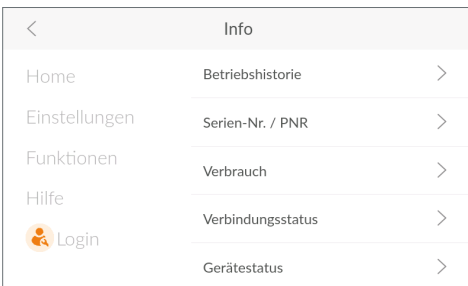 Info
Home
Einstellungen
Funktionen
Hilfe
Login
Betriebshistorie
Serien-Nr. / PNR
Verbrauch
Verbindungsstatus
Gerätestatus